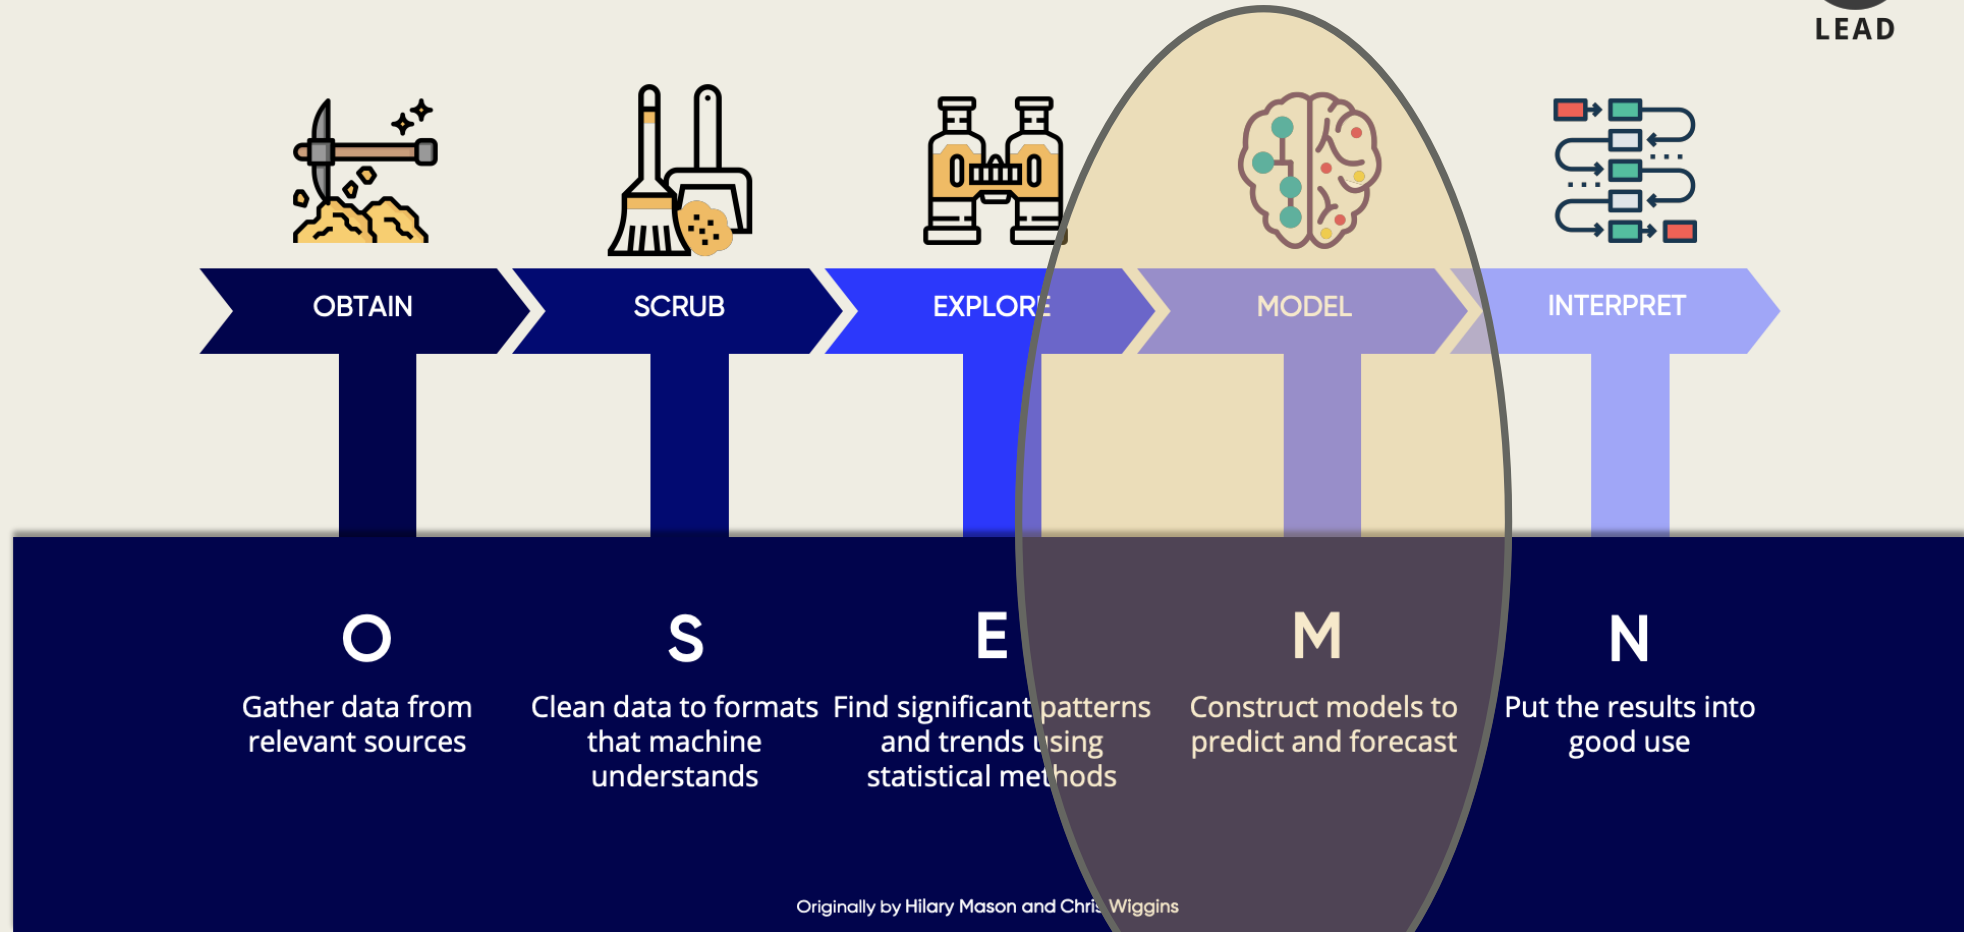 LEAD
OBTAIN
SCRUB
EXPLORE
MODEL
INTERPRET
O
Gather data from
relevant sources
S
Clean data to formats
that machine
understands
E
Find significant patterns
and trends using
statistical methods
M
Construct models to
predict and forecast
N
Put the results into
good use
Originally by Hilary Mason and Chris Wiggins